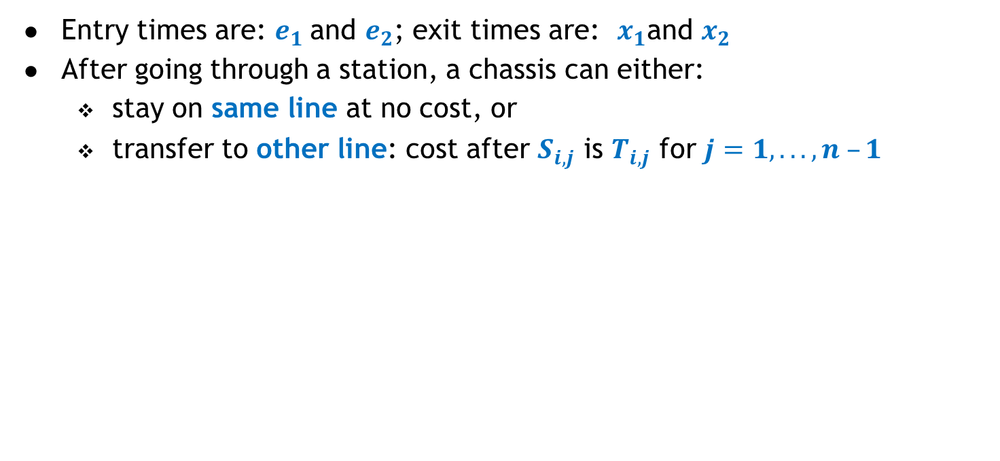 ● Entry times are: e₁ and e₂; exit times are: x₁and x₂
● After going through a station, a chassis can either:
❖ stay on same line at no cost, or
❖ transfer to other line: cost after Sᵢ,ⱼ is Tᵢ,ⱼ for j = 1,...,n – 1